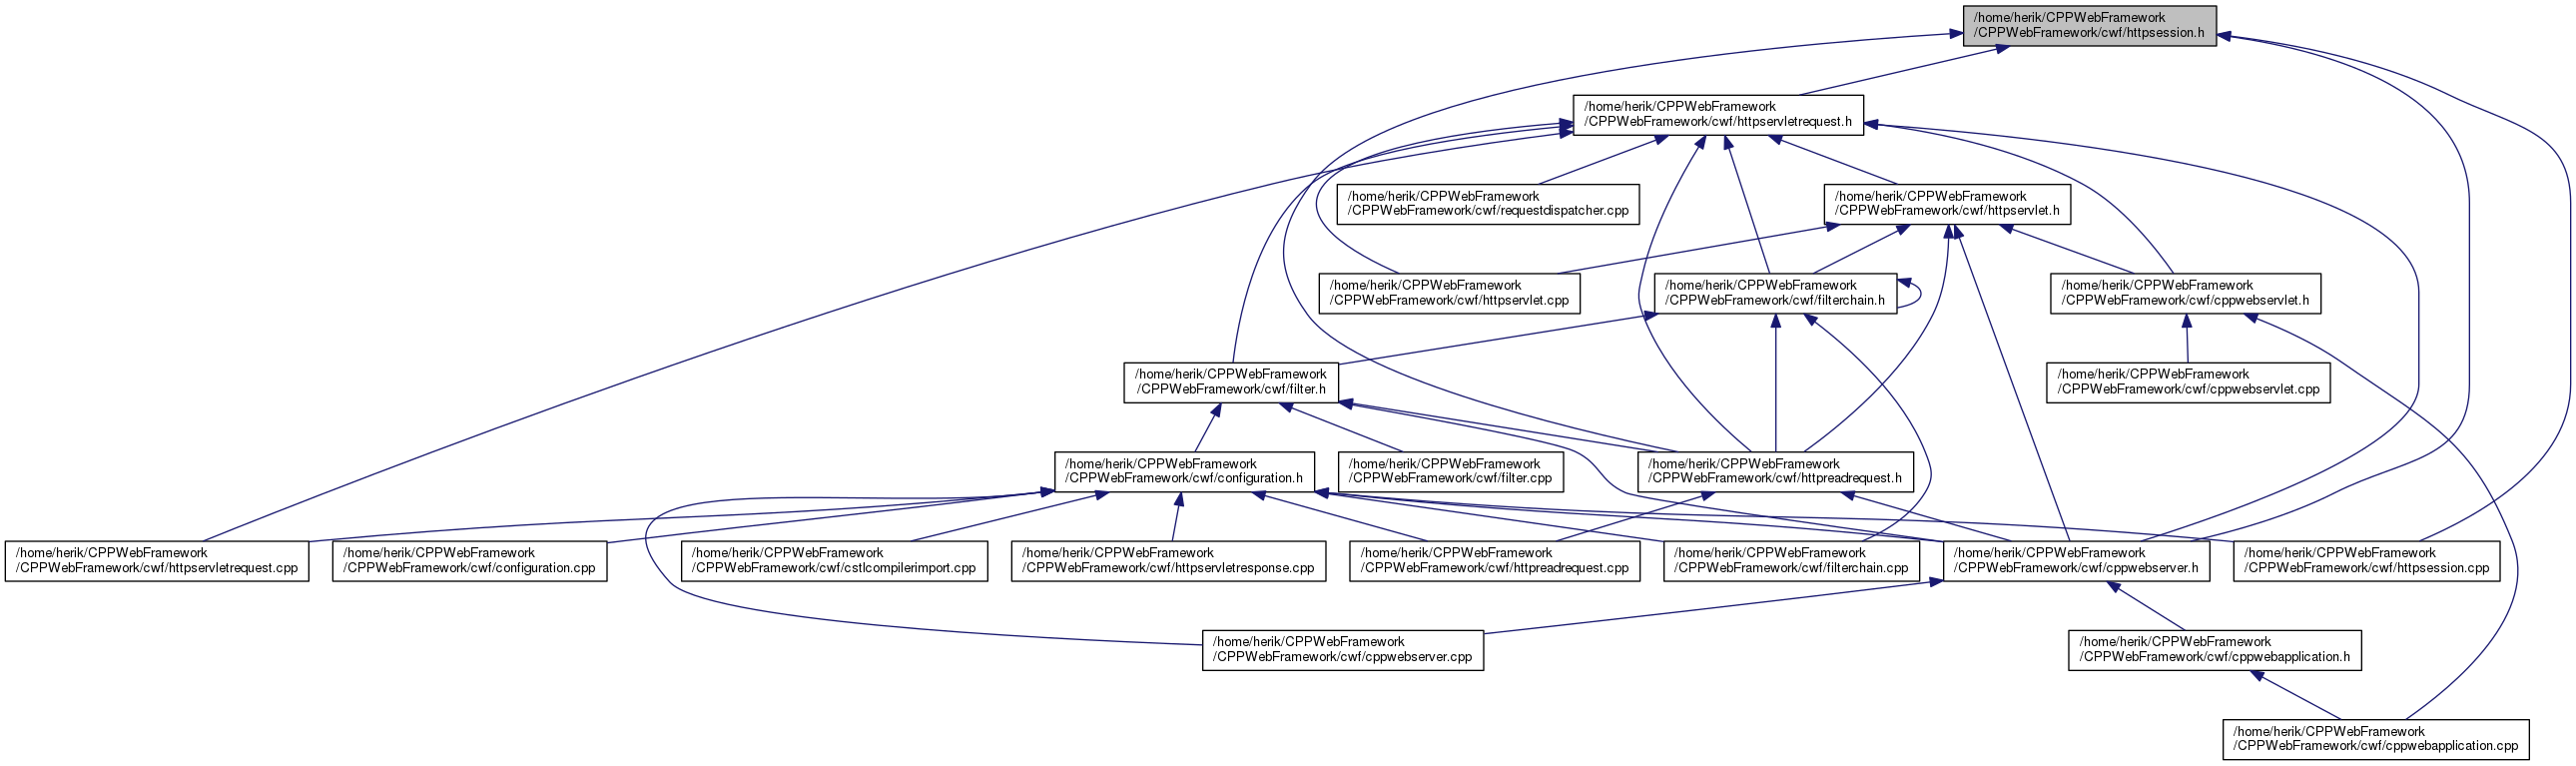 /home/herik/CPPWebFramework
/CPPWebFramework/cwf/httpsession.h
/home/herik/CPPWebFramework
/CPPWebFramework/cwf/httpservletrequest.h
/home/herik/CPPWebFramework
/CPPWebFramework/cwf/requestdispatcher.cpp
/home/herik/CPPWebFramework
/CPPWebFramework/cwf/httpservlet.h
/home/herik/CPPWebFramework
/CPPWebFramework/cwf/httpservlet.cpp
/home/herik/CPPWebFramework
/CPPWebFramework/cwf/filterchain.h
/home/herik/CPPWebFramework
/CPPWebFramework/cwf/cppwebservlet.h
/home/herik/CPPWebFramework
/CPPWebFramework/cwf/filter.h
/home/herik/CPPWebFramework
/CPPWebFramework/cwf/cppwebservlet.cpp
/home/herik/CPPWebFramework
/CPPWebFramework/cwf/configuration.h
/home/herik/CPPWebFramework
/CPPWebFramework/cwf/filter.cpp
/home/herik/CPPWebFramework
/CPPWebFramework/cwf/httpreadrequest.h
/home/herik/CPPWebFramework
/CPPWebFramework/cwf/httpservletrequest.cpp
/home/herik/CPPWebFramework
/CPPWebFramework/cwf/configuration.cpp
/home/herik/CPPWebFramework
/CPPWebFramework/cwf/cstlcompilerimport.cpp
/home/herik/CPPWebFramework
/CPPWebFramework/cwf/httpservletresponse.cpp
/home/herik/CPPWebFramework
/CPPWebFramework/cwf/httpreadrequest.cpp
/home/herik/CPPWebFramework
/CPPWebFramework/cwf/filterchain.cpp
/home/herik/CPPWebFramework
/CPPWebFramework/cwf/cppwebserver.h
/home/herik/CPPWebFramework
/CPPWebFramework/cwf/httpsession.cpp
/home/herik/CPPWebFramework
/CPPWebFramework/cwf/cppwebserver.cpp
/home/herik/CPPWebFramework
/CPPWebFramework/cwf/cppwebapplication.h
/home/herik/CPPWebFramework
/CPPWebFramework/cwf/cppwebapplication.cpp